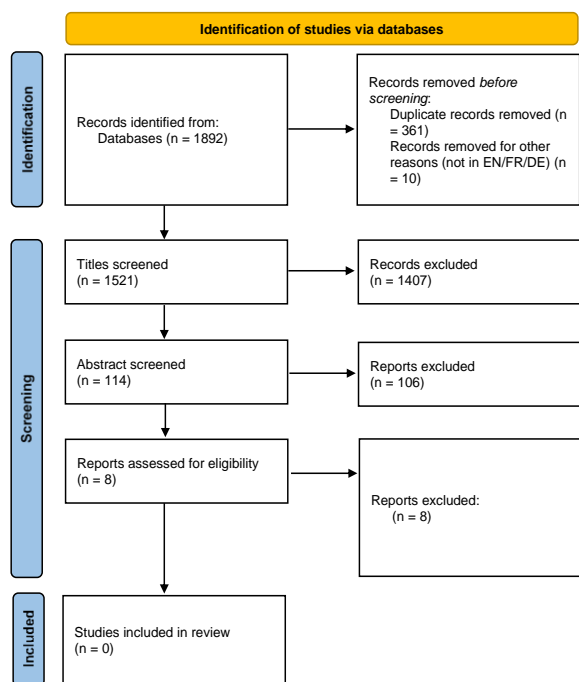 Identification of studies via databases
Identification
Records identified from:
Databases (n = 1892)
Records removed before
screening:
Duplicate records removed (n
= 361)
Records removed for other
reasons (not in EN/FR/DE) (n
= 10)
Screening
Titles screened
(n = 1521)
Records excluded
(n = 1407)
Abstract screened
(n = 114)
Reports excluded
(n = 106)
Reports assessed for eligibility
(n = 8)
Reports excluded:
(n = 8)
Included
Studies included in review
(n = 0)